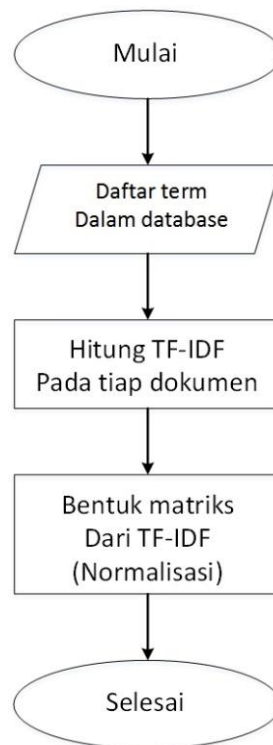 Mulai
Daftar term
Dalam database
Hitung TF-IDF
Pada tiap dokumen
Bentuk matriks
Dari TF-IDF
(Normalisasi)
Selesai